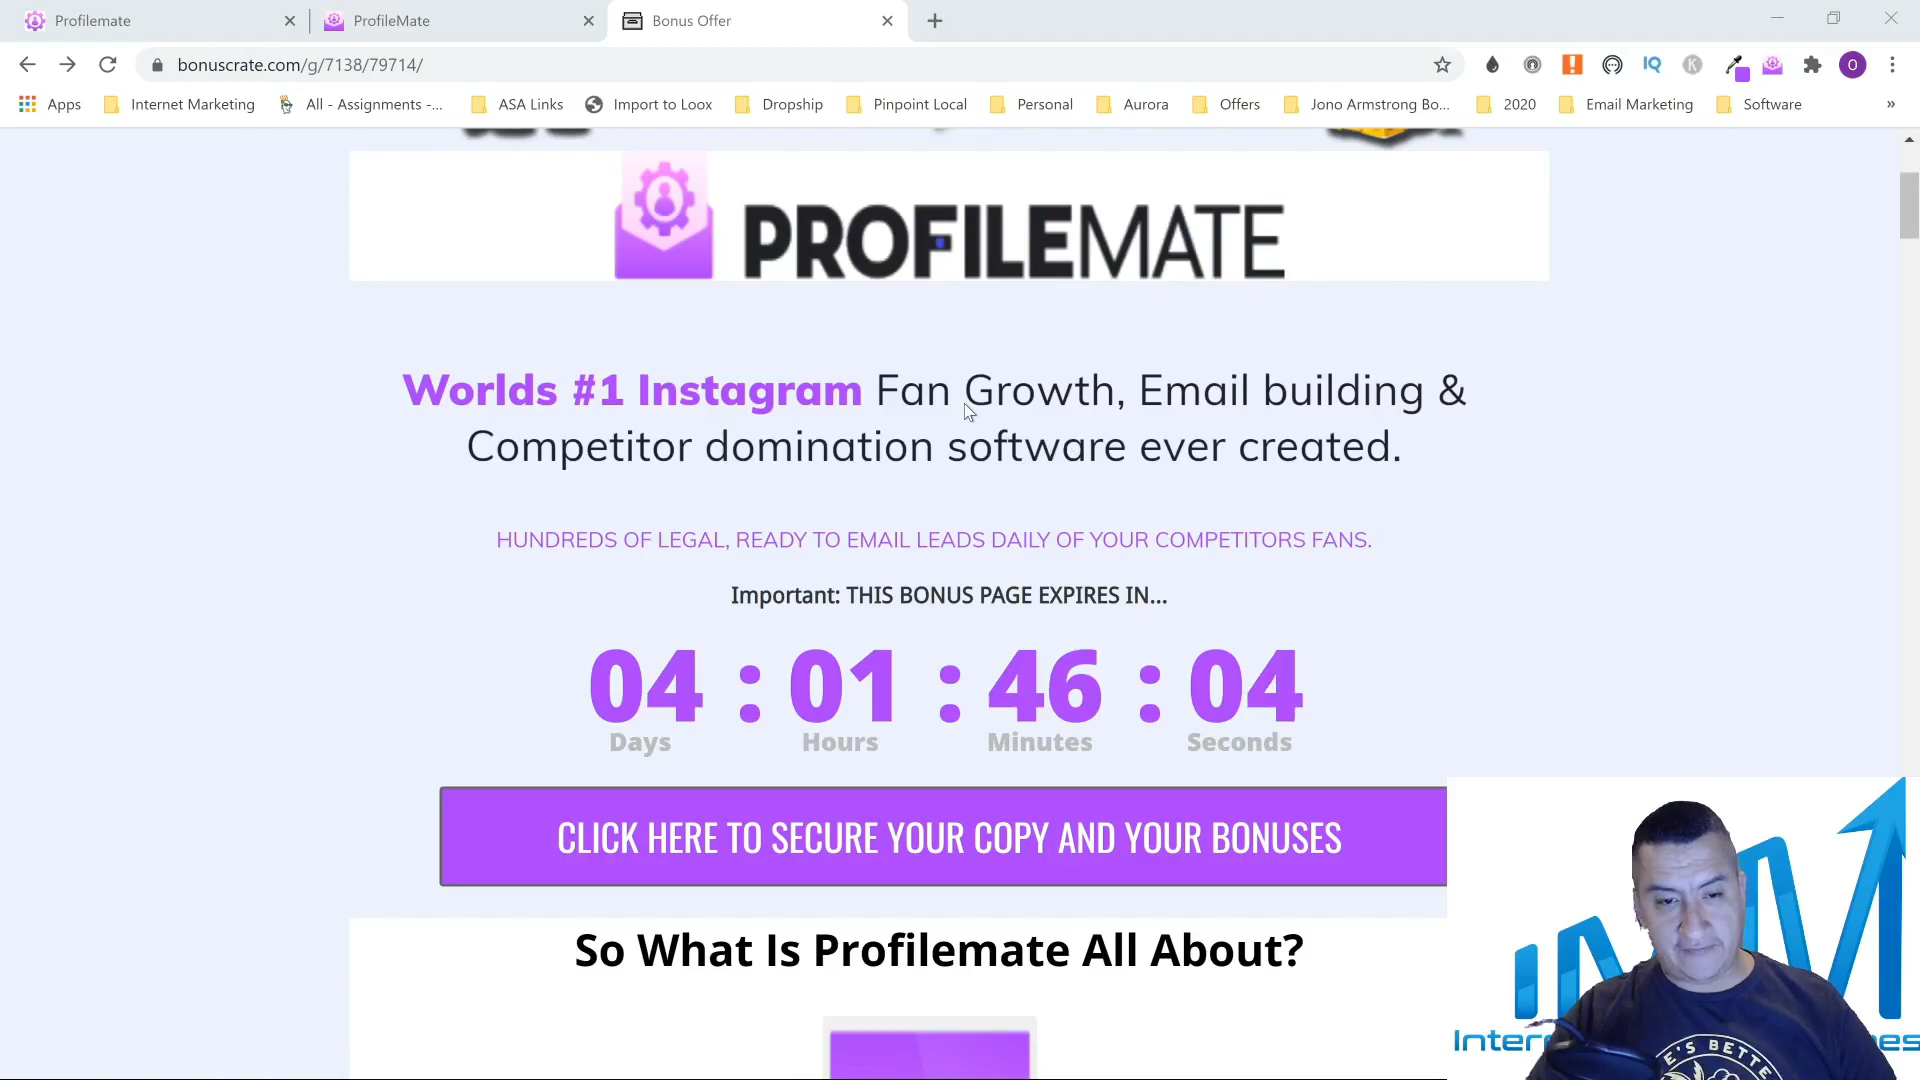 Profilemate
ProfileMate
Bonus Offer
bonuscrate.com/g/7138/79714/
IQ
K
O
Apps
Internet Marketing
All - Assignments -...
ASA Links
Import to Loox
Dropship
Pinpoint Local
Personal
Aurora
Offers
Jono Armstrong Bo...
2020
Email Marketing
Software
»
PROFILEMATE
Worlds #1 Instagram Fan Growth, Email building &
Competitor domination software ever created.
HUNDREDS OF LEGAL, READY TO EMAIL LEADS DAILY OF YOUR COMPETITORS FANS.
Important: THIS BONUS PAGE EXPIRES IN...
04 : 01 : 46 : 04
Days Hours Minutes Seconds
CLICK HERE TO SECURE YOUR COPY AND YOUR BONUSES
So What Is Profilemate All About?